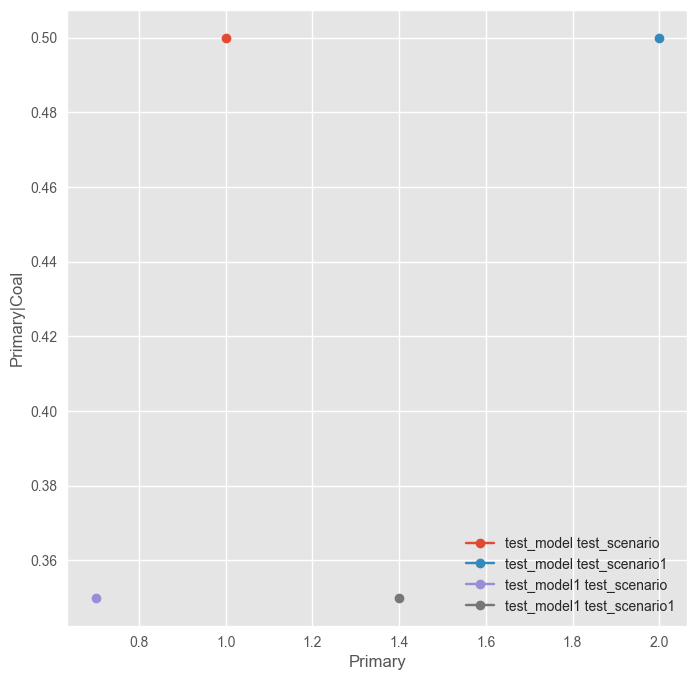 0.50
0.48
0.46
0.44
0.42
0.40
0.38
0.36
Primary|Coal
test_model test_scenario
test_model test_scenario1
test_model1 test_scenario
test_model1 test_scenario1
0.8 1.0 1.2 1.4 1.6 1.8 2.0
Primary